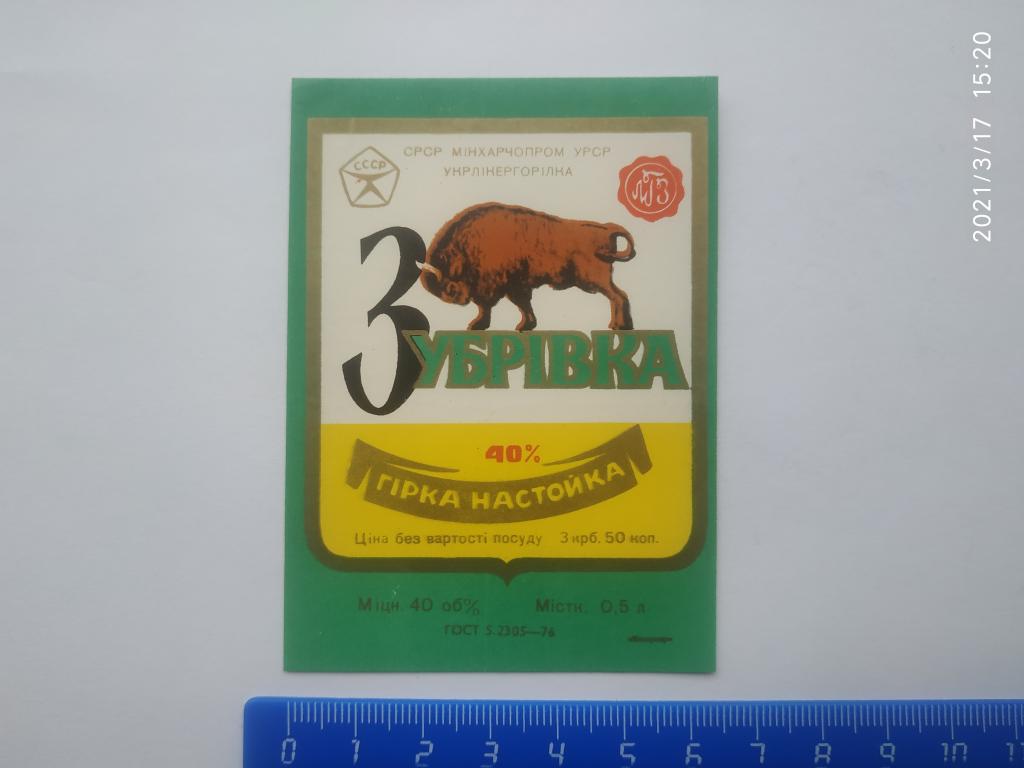 2021/3/17 15:20
СРСР МІНХАРЧОПРОМ УРСР
УКРЛІКЕРГОРІЛКА
СССР
ЛГЗ
ЗУБРІВКА
40%
ГІРКА НАСТОЙКА
Ціна без вартості посуду 3 крб. 50 коп.
Міцн. 40 об% Містк. 0,5 л
ГОСТ 5.2305—76
0 1 2 3 4 5 6 7 8 9 10 11